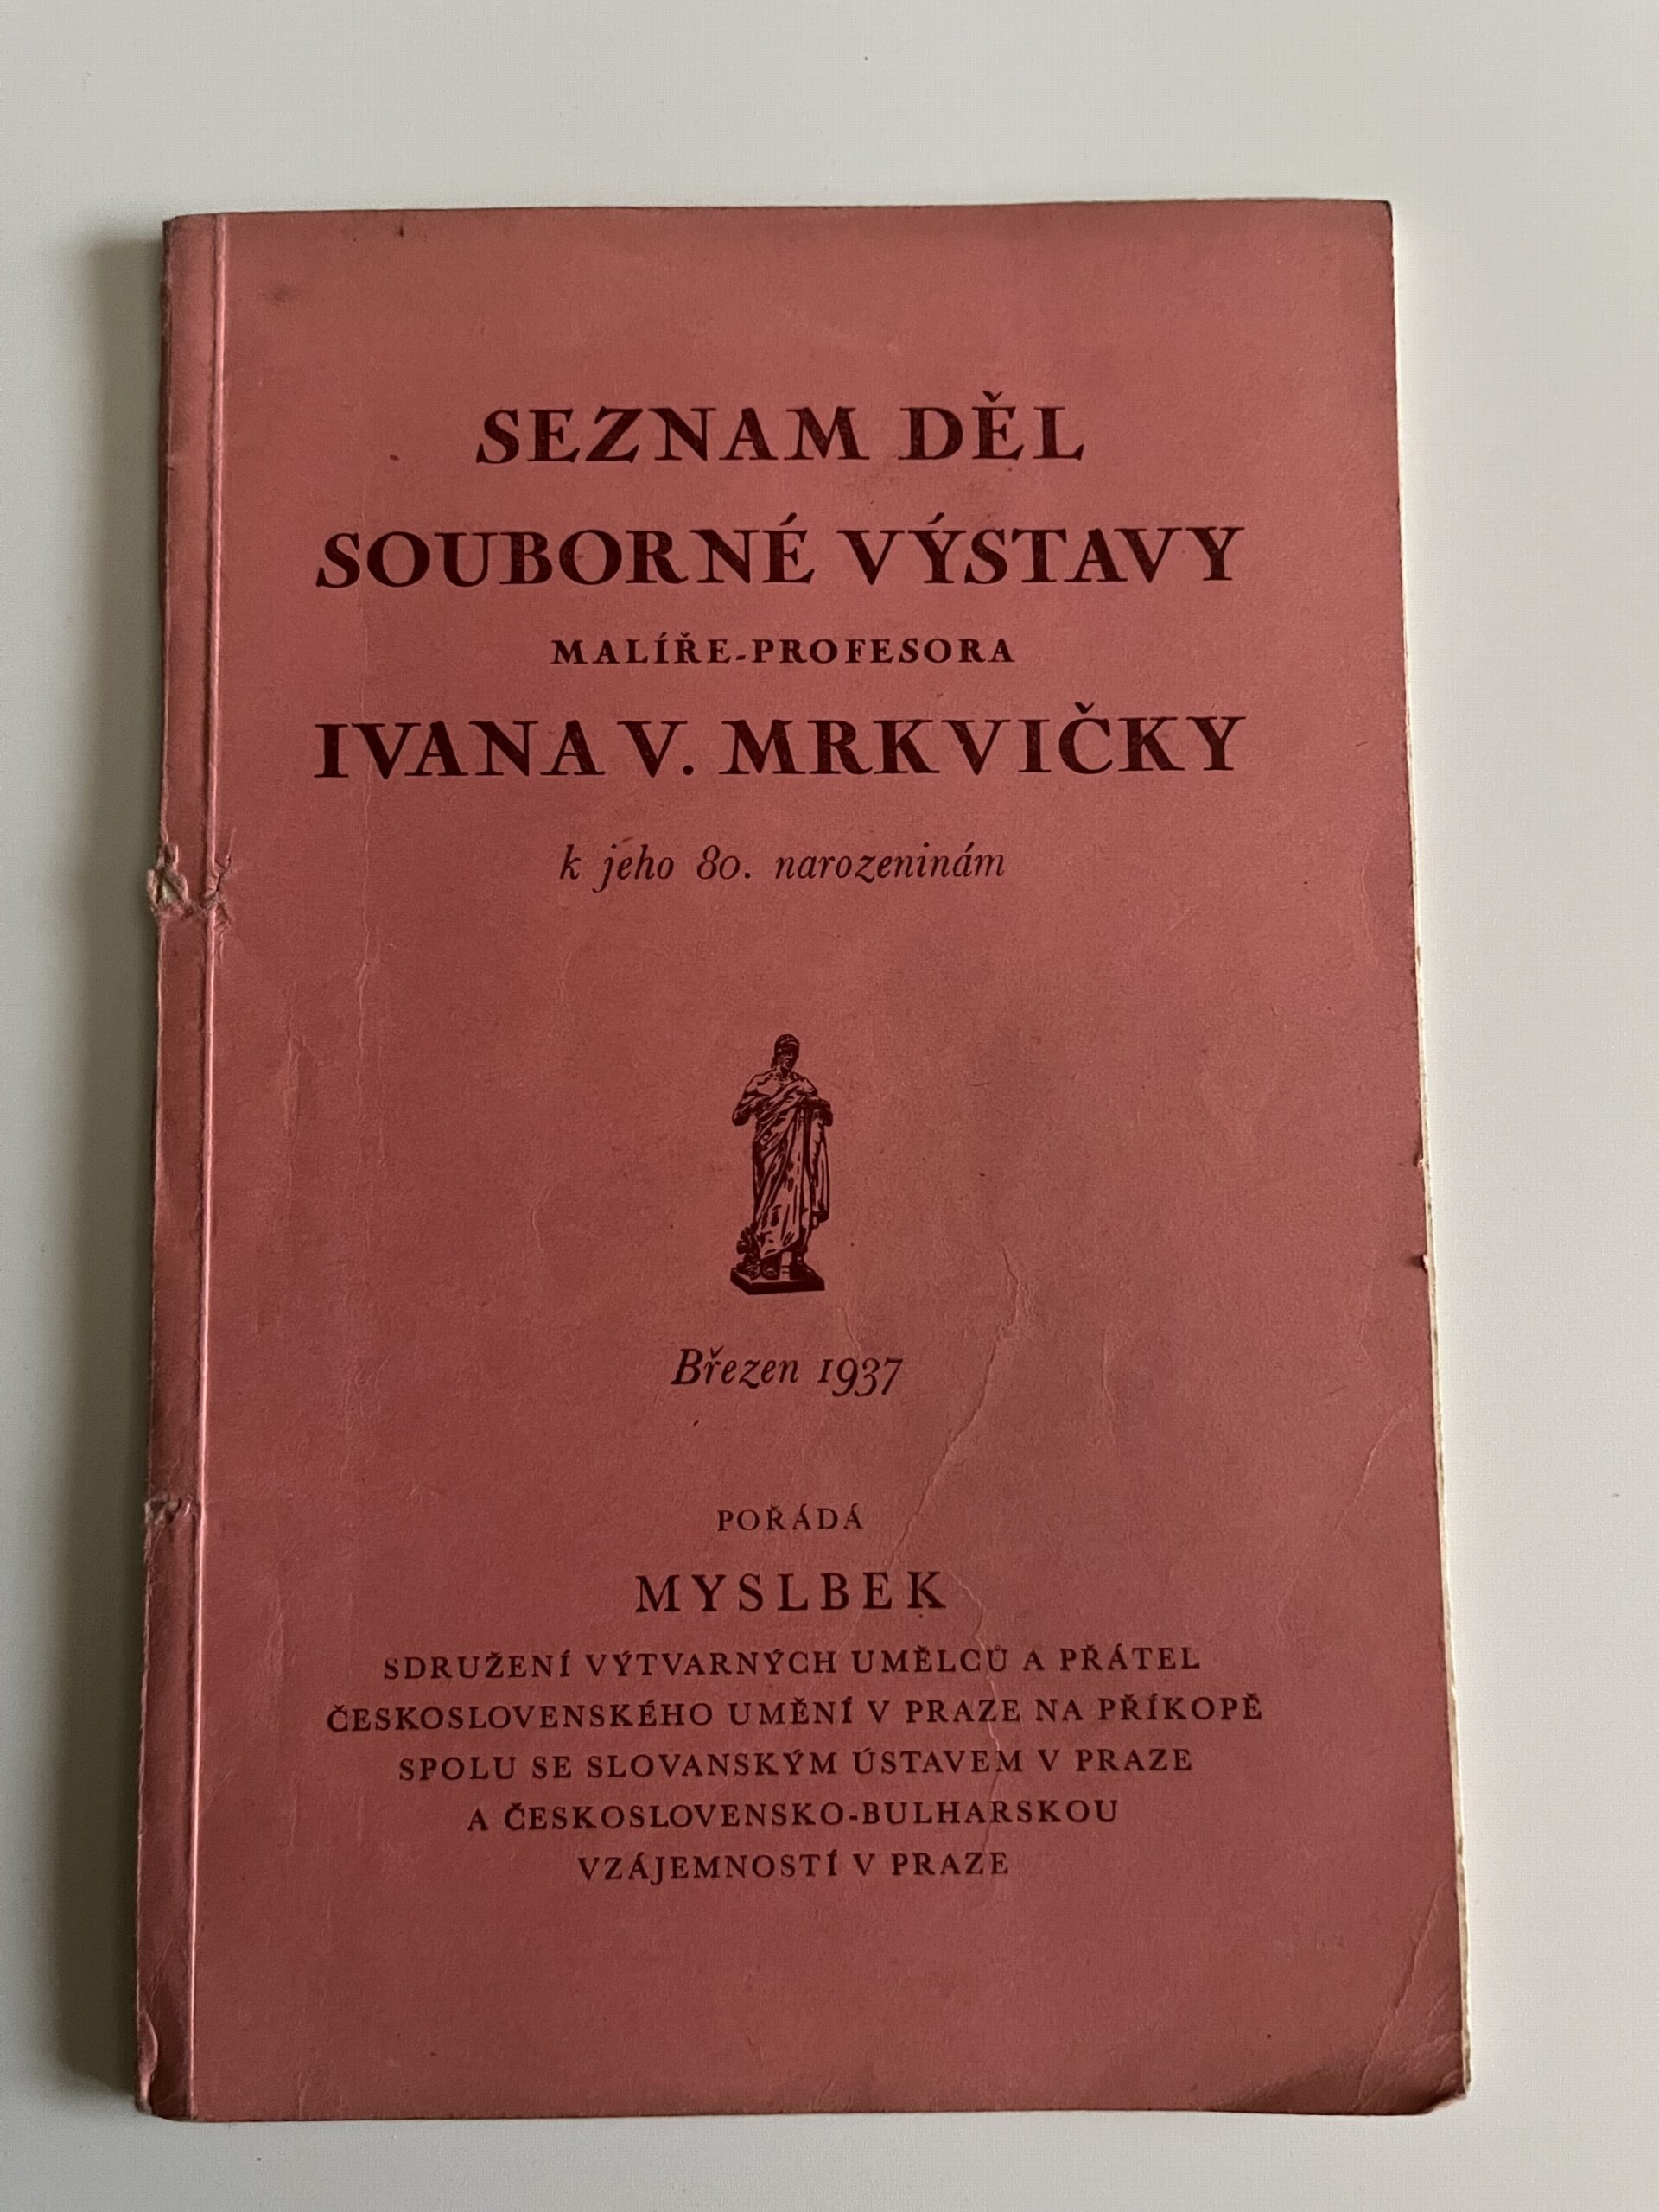 SEZNAM DĚL
SOUBORNÉ VÝSTAVY
MALÍŘE-PROFESORA
IVANA V. MRKVIČKY
k jeho 80. narozeninám
Březen 1937
POŘÁDÁ
MYSLBEK
SDRUŽENÍ VÝTVARNÝCH UMĚLCŮ A PŘÁTEL
ČESKOSLOVENSKÉHO UMĚNÍ V PRAZE NA PŘÍKOPĚ
SPOLU SE SLOVANSKÝM ÚSTAVEM V PRAZE
A ČESKOSLOVENSKO-BULHARSKOU
VZÁJEMNOSTÍ V PRAZE